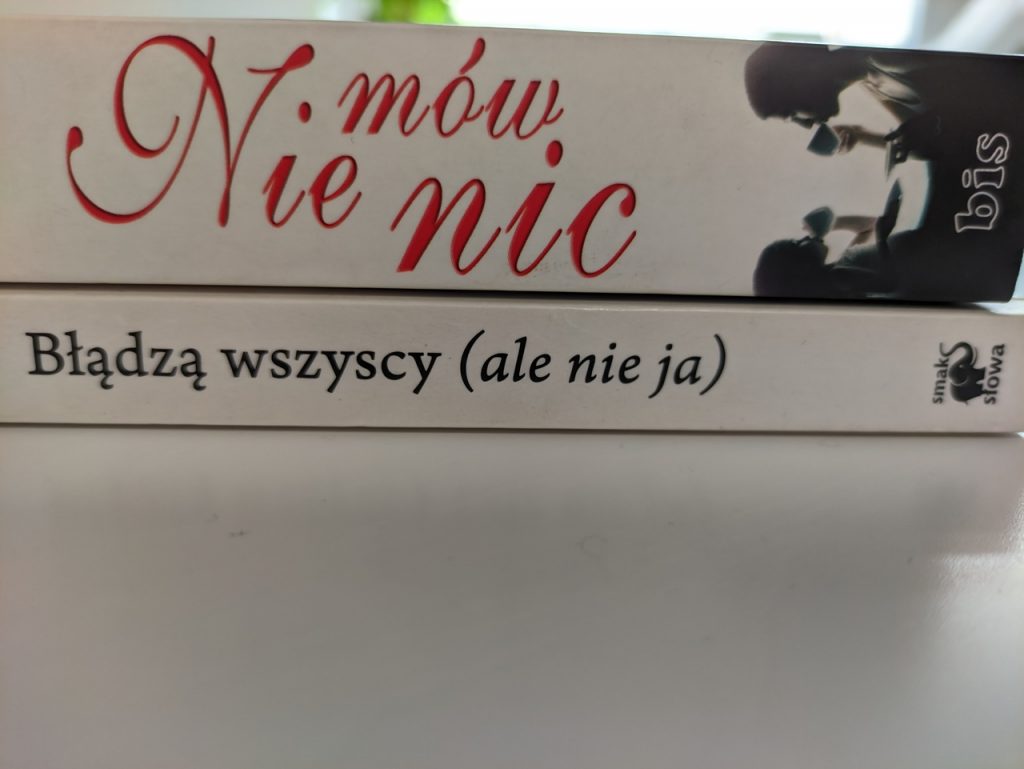 Nie mów nic
bis
Błądzą wszyscy (ale nie ja)
smak
słowa